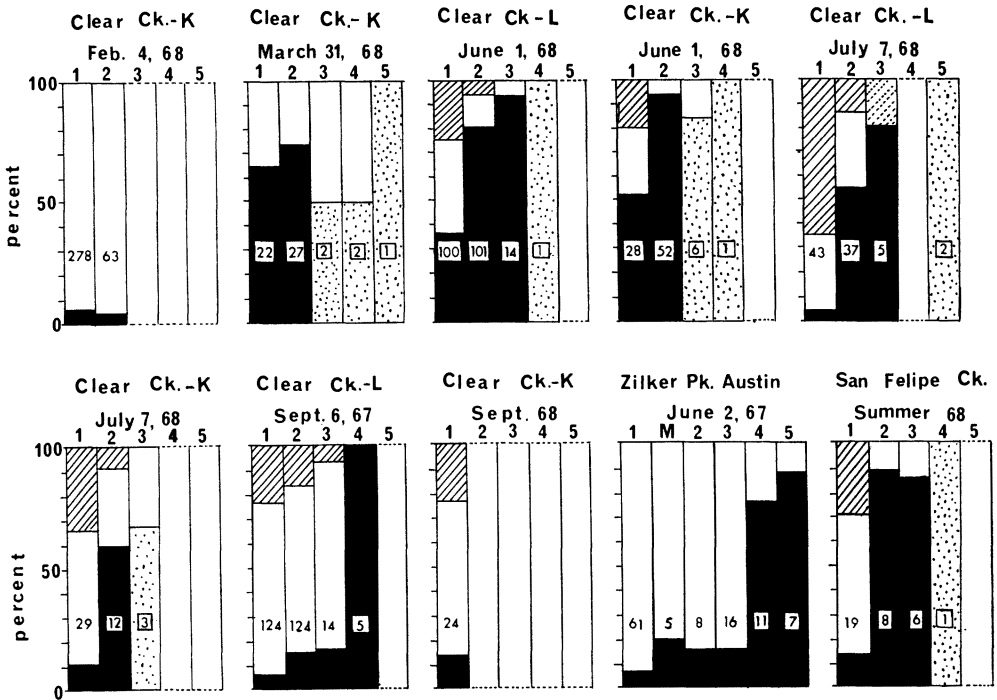 Clear Ck.-K
Feb. 4, 68
1 2 3 4 5
100
50
0
percent
278 63
Clear Ck.-K
March 31, 68
1 2 3 4 5
22 27 2 2 1
Clear Ck-L
June 1, 68
1 2 3 4 5
100 101 14 1
Clear Ck.-K
June 1, 68
1 2 3 4 5
28 52 6 1
Clear Ck.-L
July 7, 68
1 2 3 4 5
43 37 5 2
Clear Ck.-K
July 7, 68
1 2 3 4 5
100
50
0
percent
29 12 3
Clear Ck.-L
Sept. 6, 67
1 2 3 4 5
124 124 14 5
Clear Ck.-K
Sept. 68
1 2 3 4 5
24
Zilker Pk. Austin
June 2, 67
1 M 2 3 4 5
61 5 8 16 11 7
San Felipe Ck.
Summer 68
1 2 3 4 5
19 8 6 1